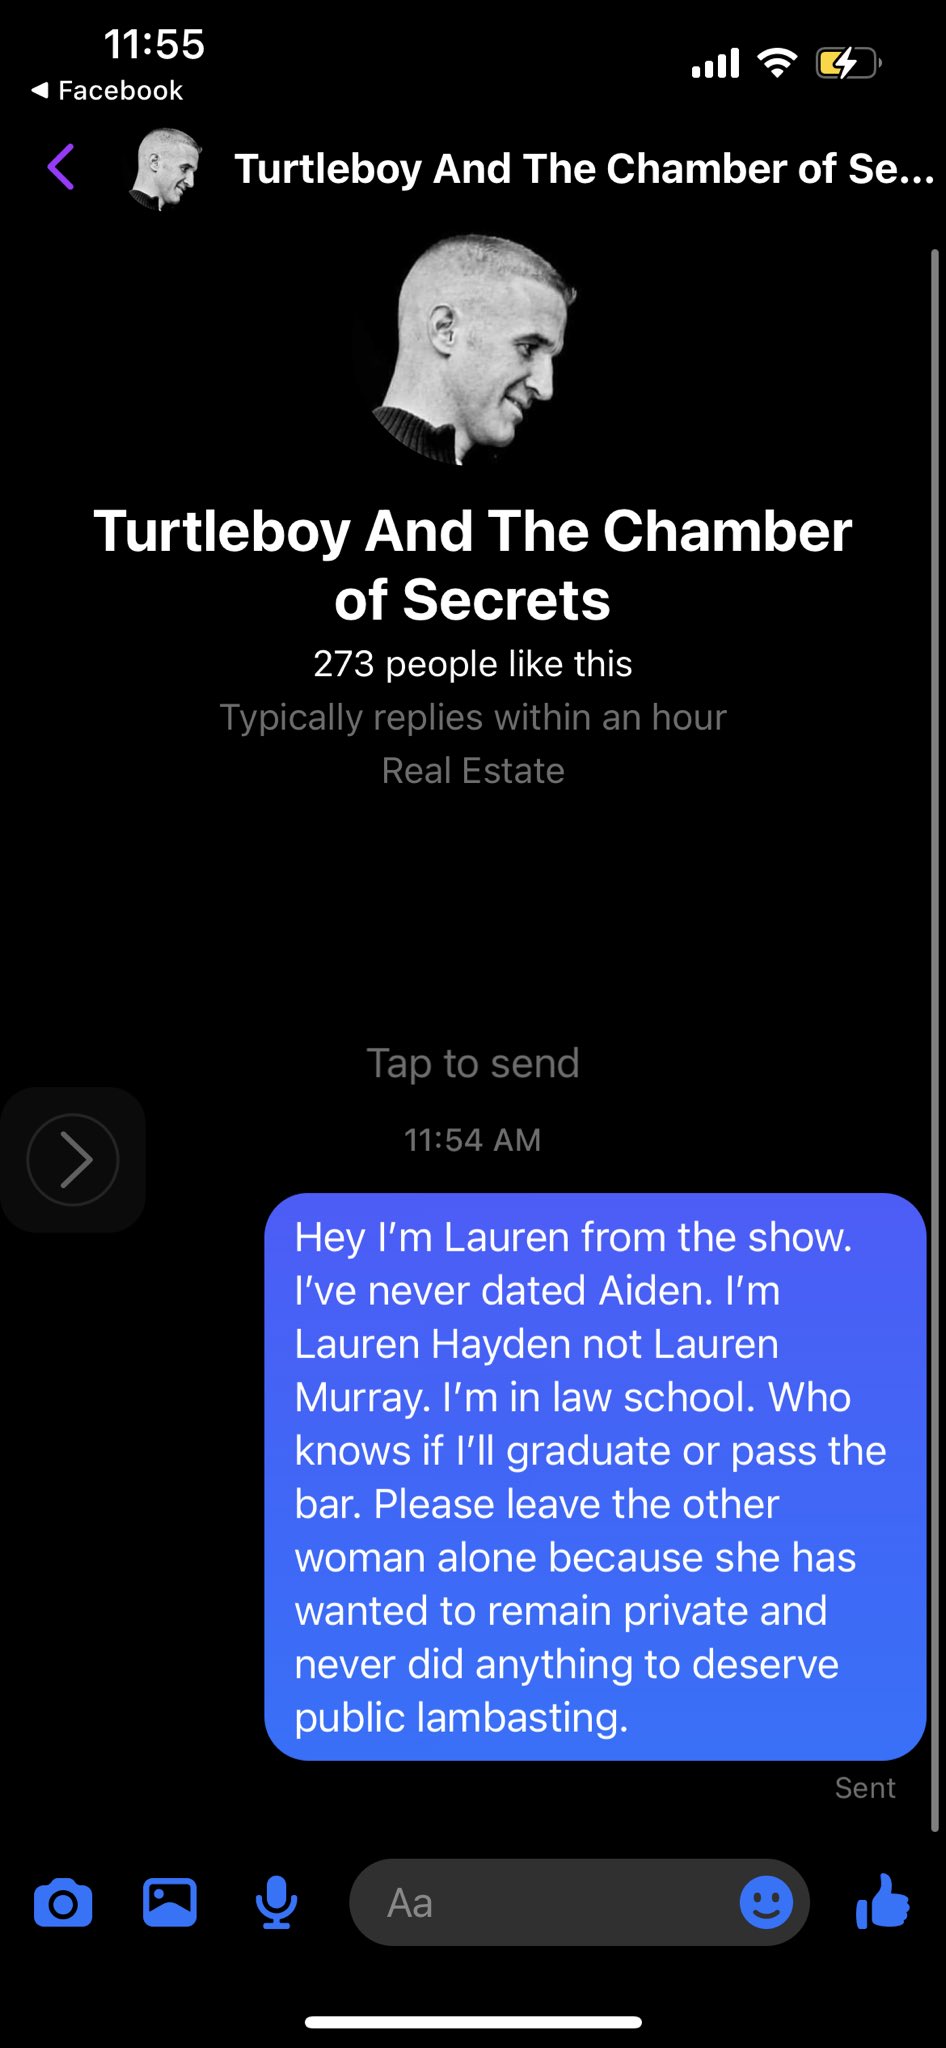 11:55
Facebook
Turtleboy And The Chamber of Se...
Turtleboy And The Chamber
of Secrets
273 people like this
Typically replies within an hour
Real Estate
Tap to send
11:54 AM
Hey I’m Lauren from the show.
I’ve never dated Aiden. I’m
Lauren Hayden not Lauren
Murray. I’m in law school. Who
knows if I’ll graduate or pass the
bar. Please leave the other
woman alone because she has
wanted to remain private and
never did anything to deserve
public lambasting.
Sent
Aa